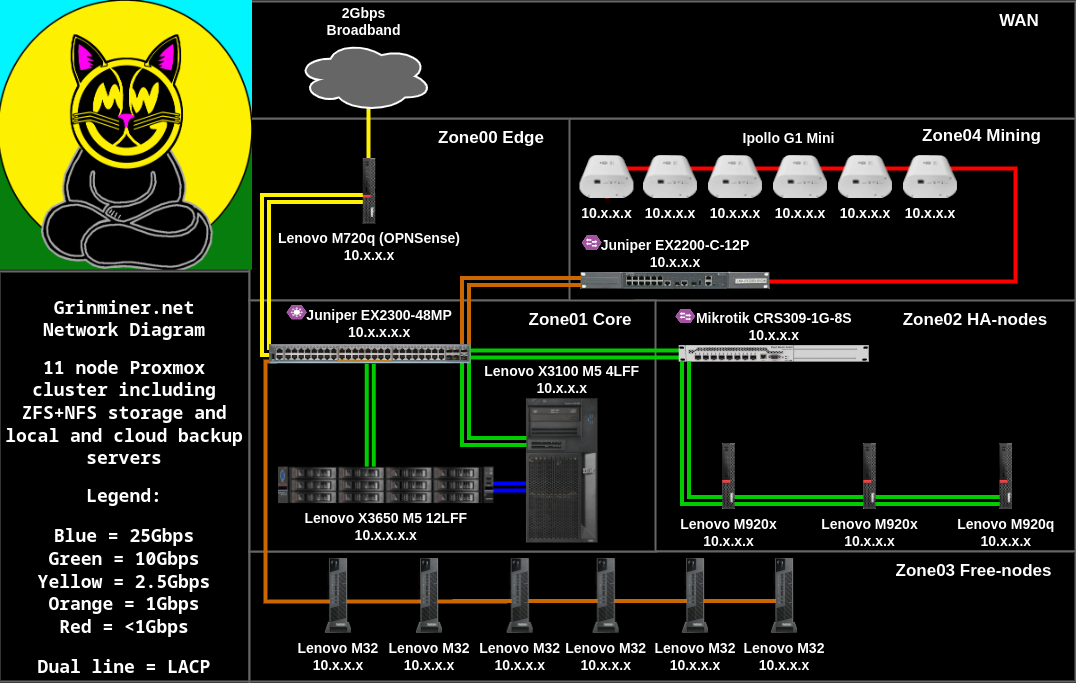 2Gbps
Broadband
WAN
MW
Zone00 Edge
Lenovo M720q (OPNSense)
10.x.x.x
Ipollo G1 Mini
Zone04 Mining
10.x.x.x
10.x.x.x
10.x.x.x
10.x.x.x
10.x.x.x
10.x.x.x
Juniper EX2200-C-12P
10.x.x.x
Grinminer.net
Network Diagram
11 node Proxmox
cluster including
ZFS+NFS storage and
local and cloud backup
servers
Legend:
Blue = 25Gbps
Green = 10Gbps
Yellow = 2.5Gbps
Orange = 1Gbps
Red = <1Gbps
Dual line = LACP
Juniper EX2300-48MP
10.x.x.x.x
Zone01 Core
Lenovo X3100 M5 4LFF
10.x.x.x
Lenovo X3650 M5 12LFF
10.x.x.x.x
Mikrotik CRS309-1G-8S
10.x.x.x
Zone02 HA-nodes
Lenovo M920x
10.x.x.x
Lenovo M920x
10.x.x.x
Lenovo M920q
10.x.x.x
Zone03 Free-nodes
Lenovo M32
10.x.x.x
Lenovo M32
10.x.x.x
Lenovo M32
10.x.x.x
Lenovo M32
10.x.x.x
Lenovo M32
10.x.x.x
Lenovo M32
10.x.x.x